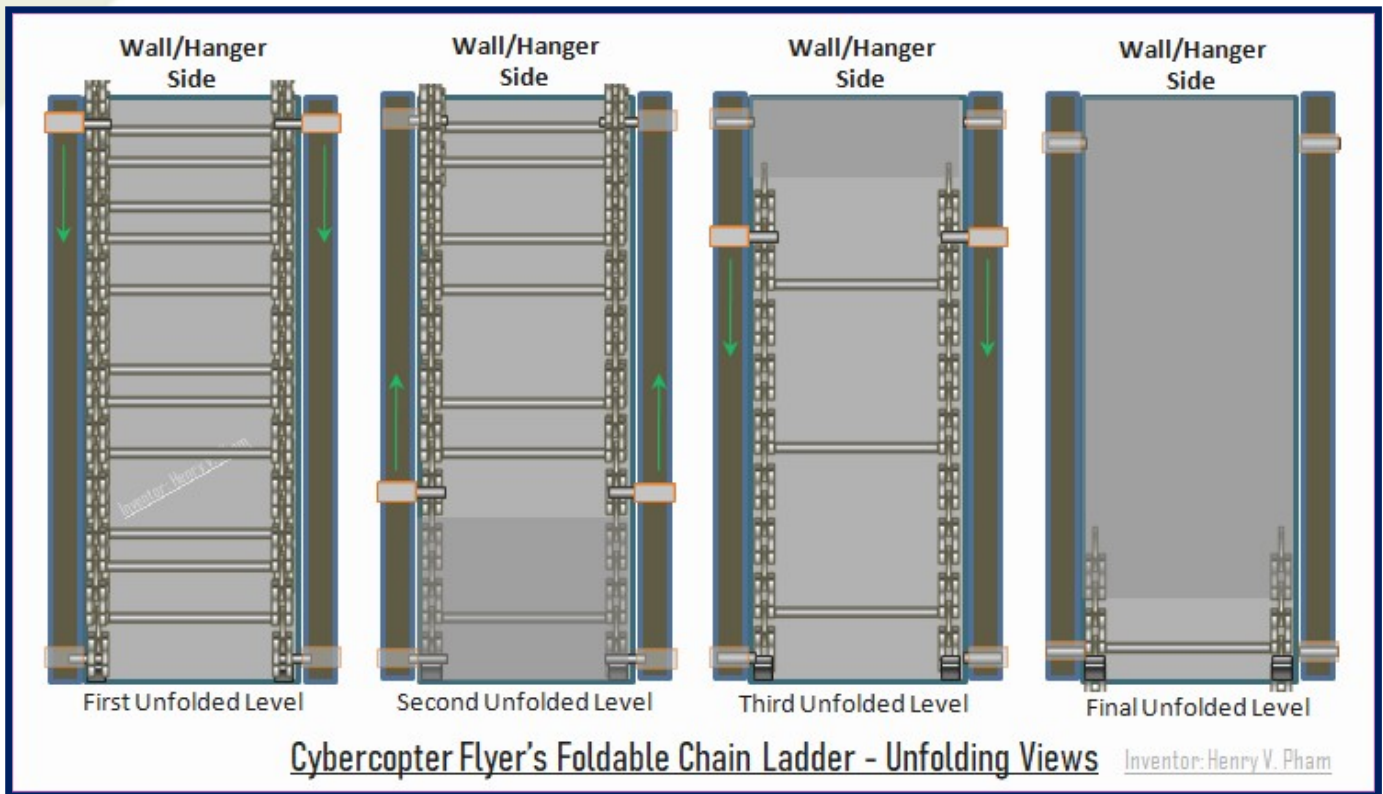 Wall/Hanger
Side
Wall/Hanger
Side
Wall/Hanger
Side
Wall/Hanger
Side
Inventor: Henry V. Pham
First Unfolded Level
Second Unfolded Level
Third Unfolded Level
Final Unfolded Level
Cybercopter Flyer's Foldable Chain Ladder - Unfolding Views
Inventor: Henry V. Pham